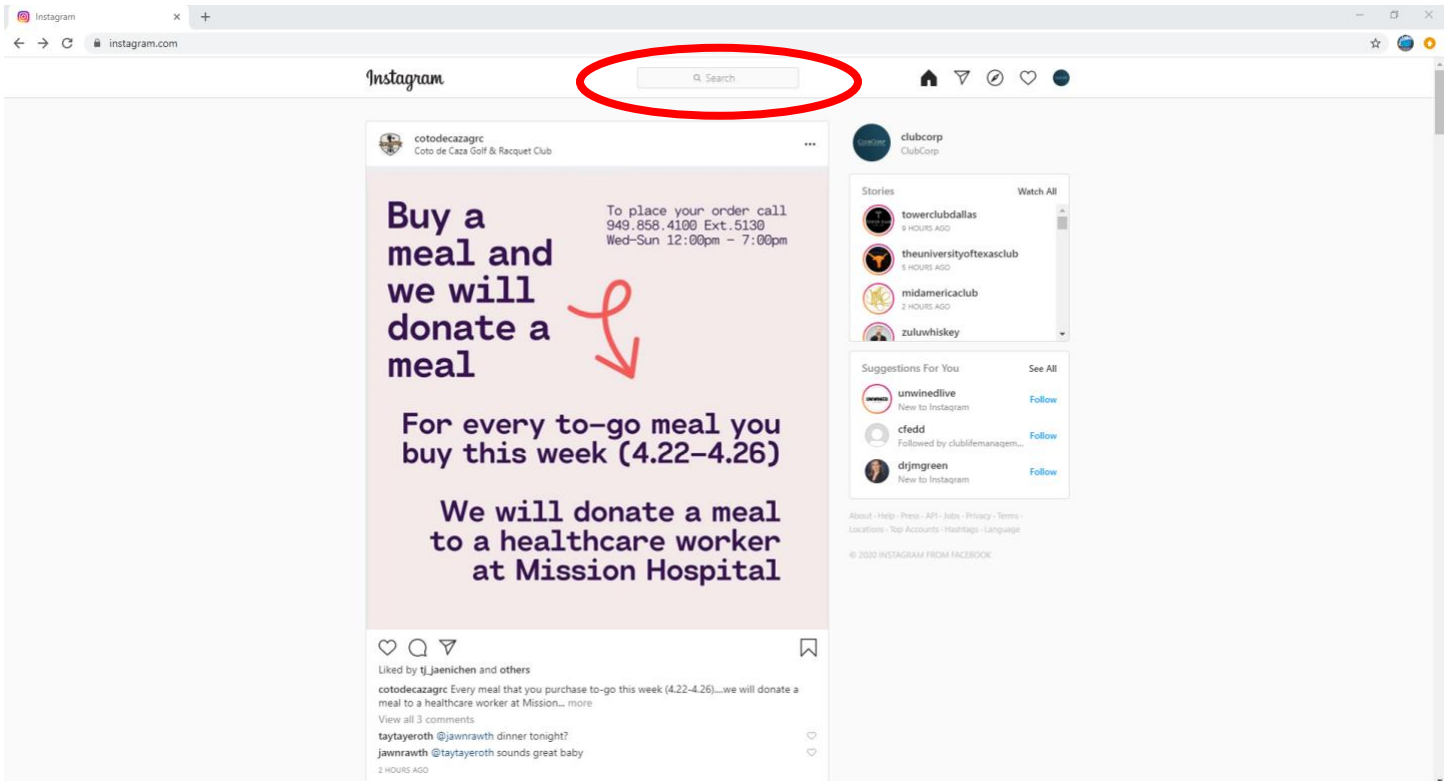 Instagram
instagram.com
Instagram
Search
cotodecazagrc
Coto de Caza Golf & Racquet Club
Buy a
meal and
we will
donate a
meal
To place your order call
949.858.4100 Ext.5130
Wed-Sun 12:00pm - 7:00pm
For every to-go meal you
buy this week (4.22-4.26)
We will donate a meal
to a healthcare worker
at Mission Hospital
Liked by tj_jaenichen and others
cotodecazagrc Every meal that you purchase to-go this week (4.22-4.26)....we will donate a
meal to a healthcare worker at Mission... more
View all 3 comments
taytayeroth @jawnrawth dinner tonight?
jawnrawth @taytayeroth sounds great baby
2 HOURS AGO
clubcorp
ClubCorp
Stories
Watch All
towerclubdallas
9 HOURS AGO
theuniversityoftexasclub
5 HOURS AGO
midamericaclub
2 HOURS AGO
zuluwhiskey
Suggestions For You
See All
unwinedlive
New to Instagram
Follow
cfedd
Followed by clublifemanagem...
Follow
drjmgreen
New to Instagram
Follow
About · Help · Press · API · Jobs · Privacy · Terms ·
Locations · Top Accounts · Hashtags · Language
© 2020 INSTAGRAM FROM FACEBOOK